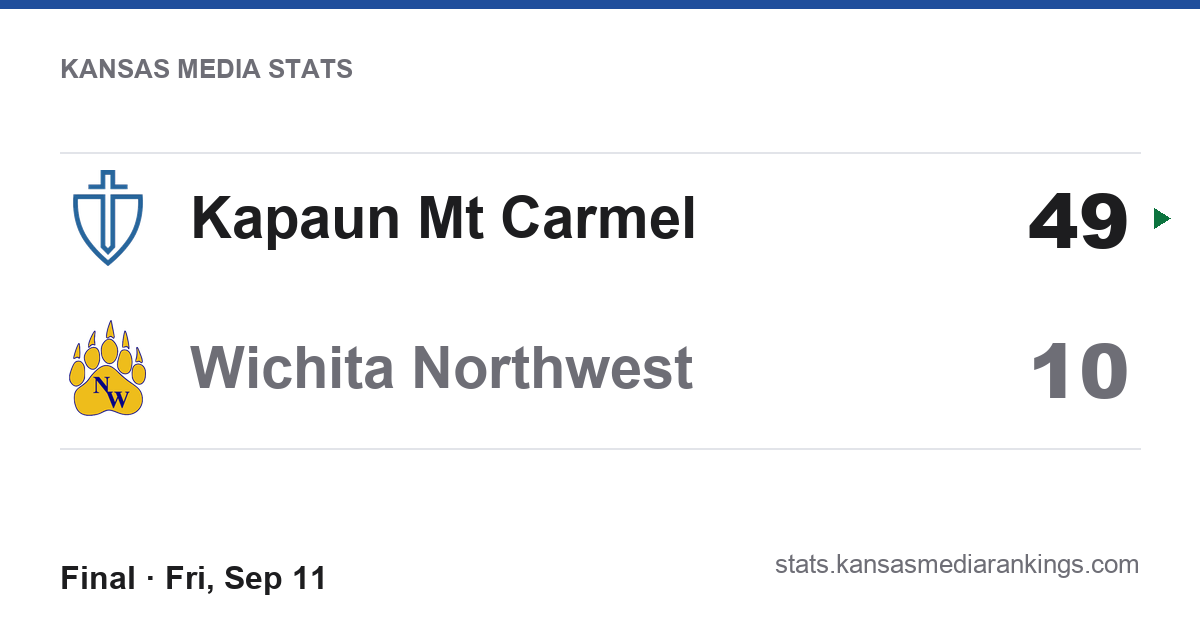 KANSAS MEDIA STATS
Kapaun Mt Carmel 49
NW
Wichita Northwest 10
Final · Fri, Sep 11
stats.kansasmediarankings.com